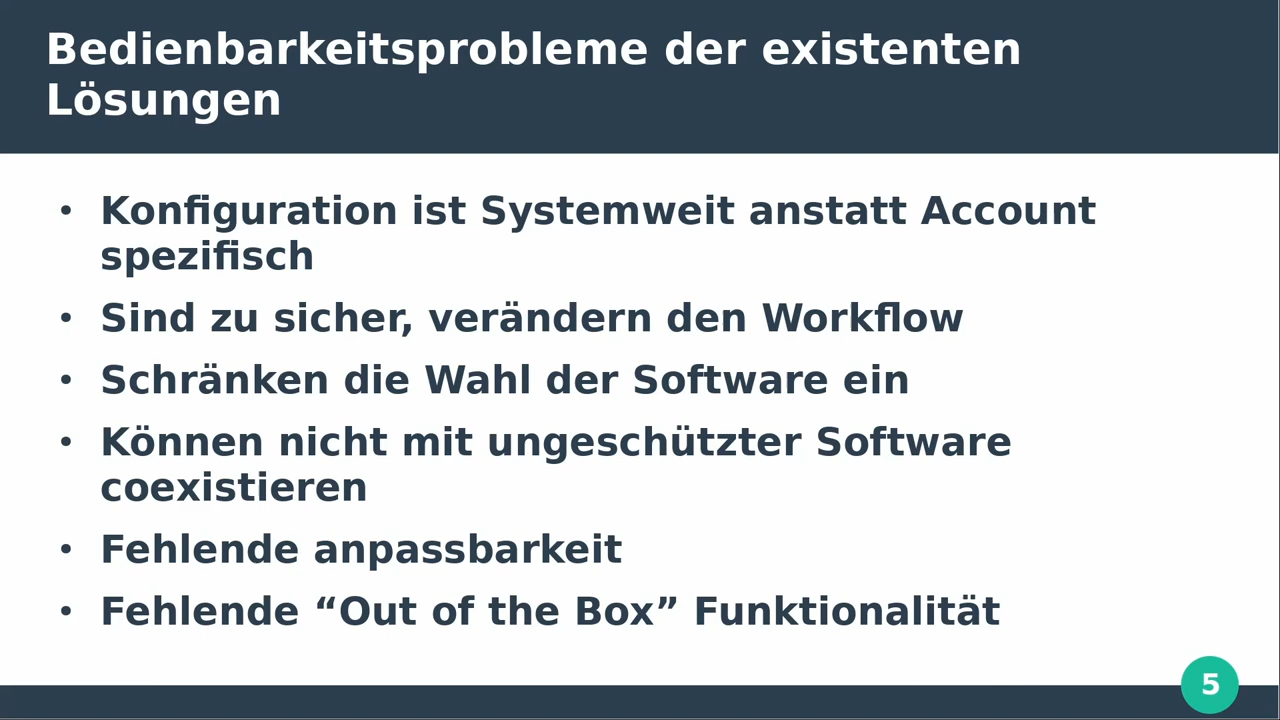 Bedienbarkeitsprobleme der existenten
Lösungen
• Konfiguration ist Systemweit anstatt Account
spezifisch
• Sind zu sicher, verändern den Workflow
• Schränken die Wahl der Software ein
• Können nicht mit ungeschützter Software
coexistieren
• Fehlende anpassbarkeit
• Fehlende “Out of the Box” Funktionalität
5